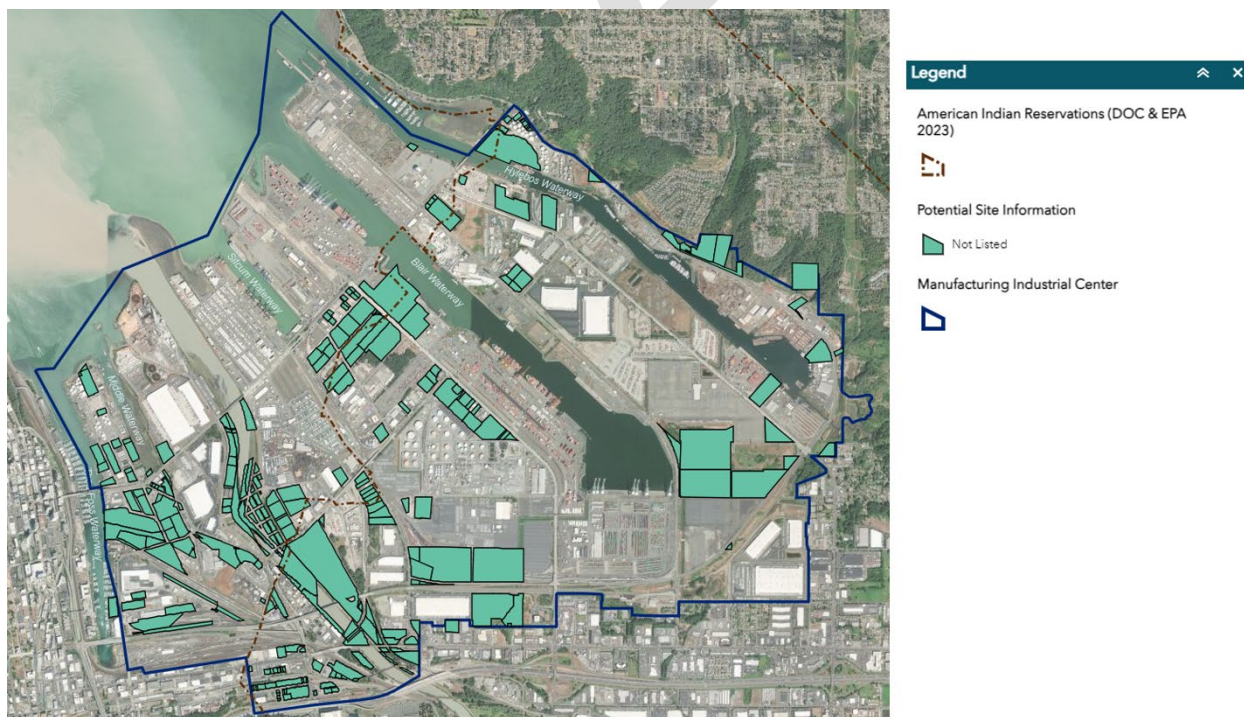 Hylebos Waterway
Blair Waterway
Sitcum Waterway
Middle Waterway
Foss Waterway
Legend
American Indian Reservations (DOC & EPA
2023)
Potential Site Information
Not Listed
Manufacturing Industrial Center